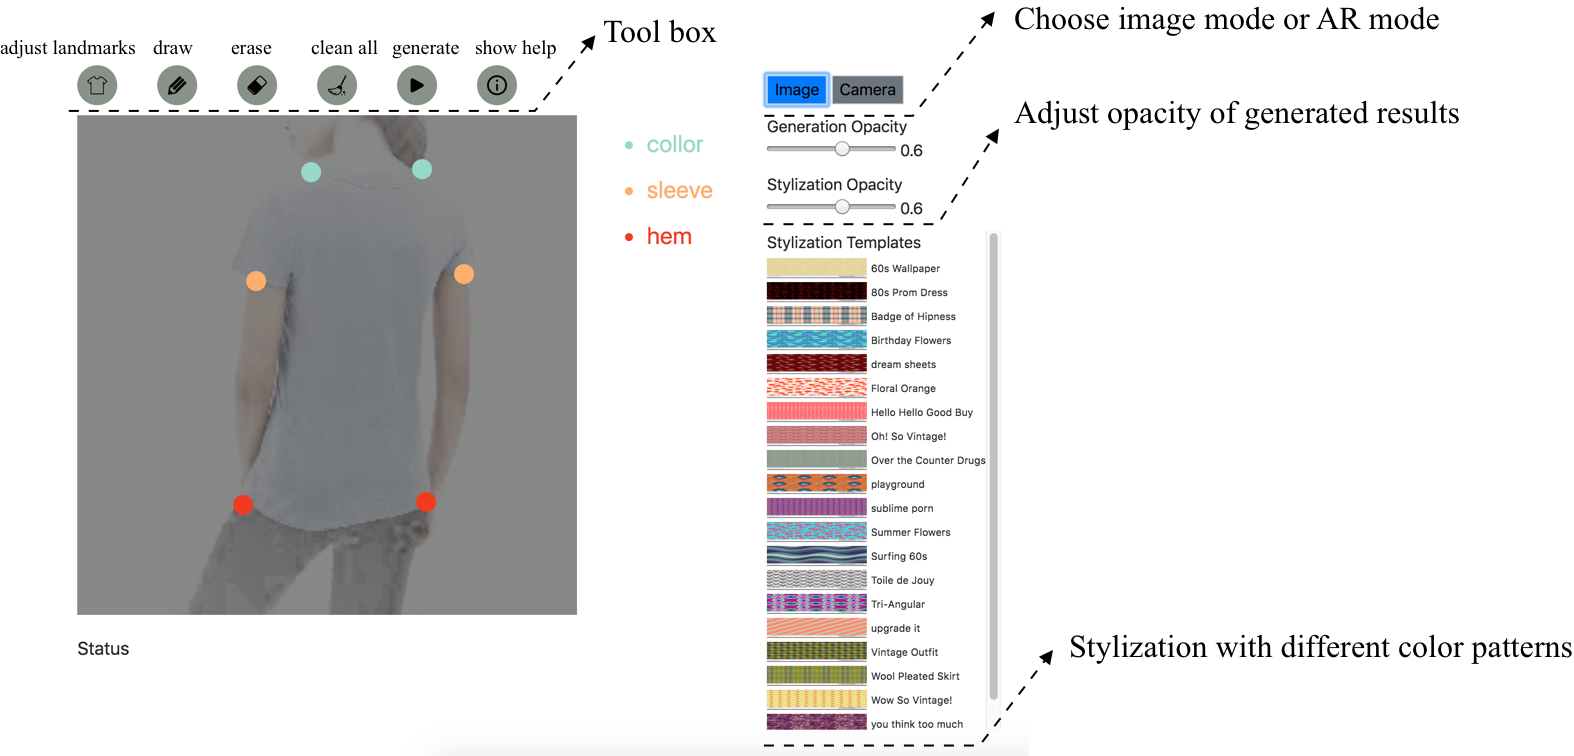 Choose image mode or AR mode
Tool box
adjust landmarks draw erase clean all generate show help
Image Camera
Adjust opacity of generated results
Generation Opacity
0.6
Stylization Opacity
0.6
collor
sleeve
hem
Stylization Templates
60s Wallpaper
80s Prom Dress
Badge of Hipness
Birthday Flowers
dream sheets
Floral Orange
Hello Hello Good Buy
Oh! So Vintage!
Over the Counter Drugs
playground
sublime porn
Summer Flowers
Surfing 60s
Toile de Jouy
Tri-Angular
upgrade it
Vintage Outfit
Wool Pleated Skirt
Wow So Vintage!
you think too much
Status
Stylization with different color patterns